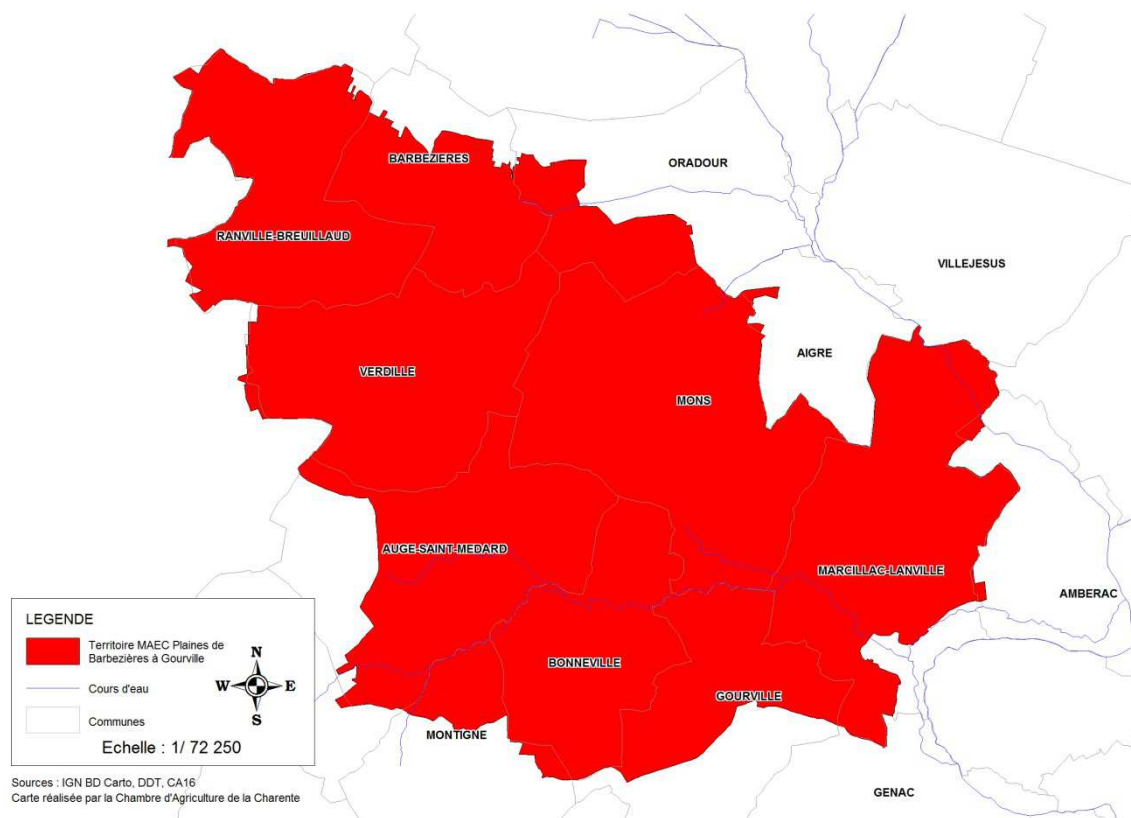 BARBEZIERES
ORADOUR
RANVILLE-BREUILLAUD
VILLEJESUS
AIGRE
VERDILLE
MONS
AUGE-SAINT-MEDARD
MARCILLAC-LANVILLE
AMBERAC
BONNEVILLE
GOURVILLE
MONTIGNE
GENAC
LEGENDE
Territoire MAEC Plaines de
Barbezières à Gourville
Cours d'eau
Communes
N
W E
S
Echelle : 1/ 72 250
Sources : IGN BD Carto, DDT, CA16
Carte réalisée par la Chambre d'Agriculture de la Charente